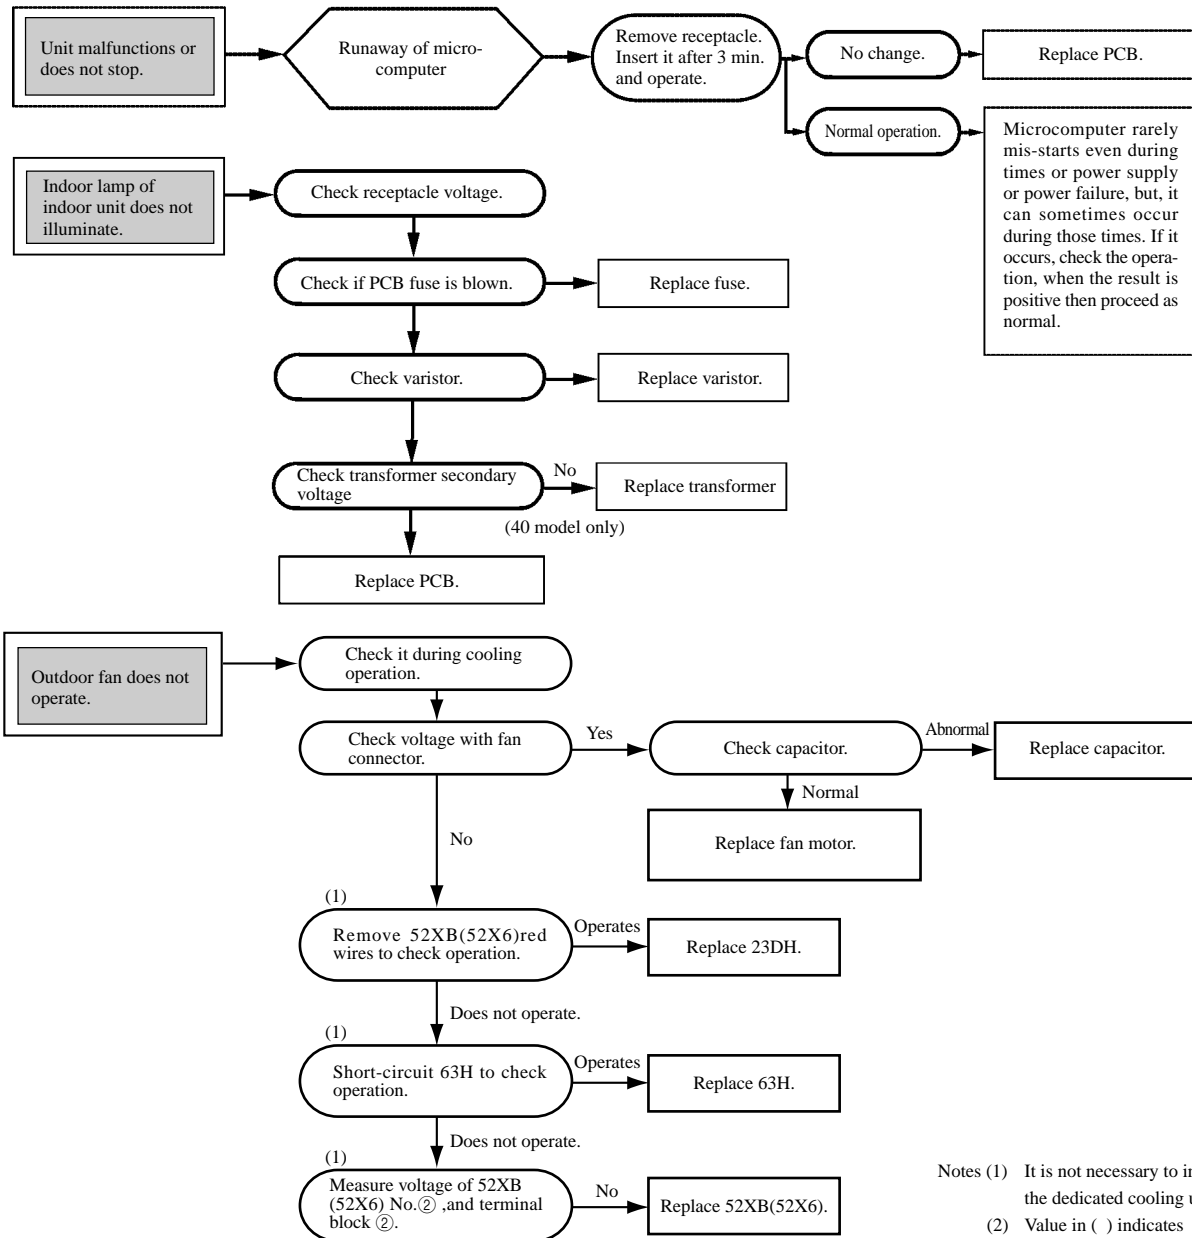 Unit malfunctions or
does not stop.
Runaway of micro-
computer
Remove receptacle.
Insert it after 3 min.
and operate.
No change.
Replace PCB.
Normal operation.
Microcomputer rarely
mis-starts even during
times or power supply
or power failure, but, it
can sometimes occur
during those times. If it
occurs, check the opera-
tion, when the result is
positive then proceed as
normal.
Indoor lamp of
indoor unit does not
illuminate.
Check receptacle voltage.
Check if PCB fuse is blown.
Replace fuse.
Check varistor.
Replace varistor.
Check transformer secondary
voltage
No
Replace transformer
(40 model only)
Replace PCB.
Outdoor fan does not
operate.
Check it during cooling
operation.
Check voltage with fan
connector.
Yes
Check capacitor.
Abnormal
Replace capacitor.
Normal
Replace fan motor.
No
(1)
Remove 52XB(52X6)red
wires to check operation.
Operates
Replace 23DH.
Does not operate.
(1)
Short-circuit 63H to check
operation.
Operates
Replace 63H.
Does not operate.
(1)
Measure voltage of 52XB
(52X6) No.② ,and terminal
block ②.
No
Replace 52XB(52X6).
Notes (1) It is not necessary to
the dedicated cooling
(2) Value in ( ) indicates